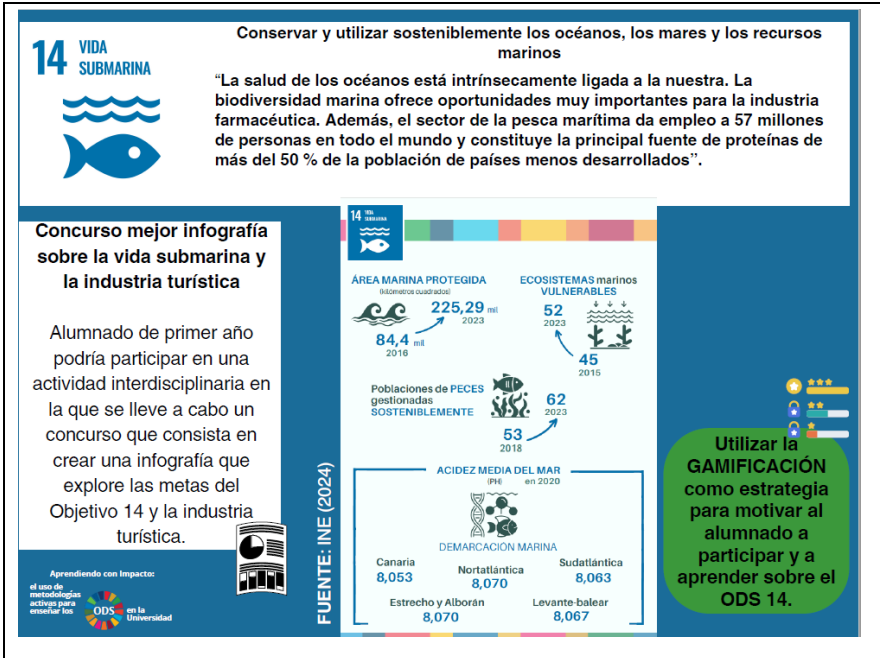 14 VIDA
SUBMARINA
Conservar y utilizar sosteniblemente los océanos, los mares y los recursos
marinos
“La salud de los océanos está intrínsecamente ligada a la nuestra. La
biodiversidad marina ofrece oportunidades muy importantes para la industria
farmacéutica. Además, el sector de la pesca marítima da empleo a 57 millones
de personas en todo el mundo y constituye la principal fuente de proteínas de
más del 50 % de la población de países menos desarrollados”.
Concurso mejor infografía
sobre la vida submarina y
la industria turística
Alumnado de primer año
podría participar en una
actividad interdisciplinaria en
la que se lleve a cabo un
concurso que consista en
crear una infografía que
explore las metas del
Objetivo 14 y la industria
turística.
Aprendiendo con Impacto:
el uso de
metodologías
activas para
enseñar los
ODS
en la
Universidad
FUENTE: INE (2024)
14 VIDA
SUBMARINA
ÁREA MARINA PROTEGIDA
(kilómetros cuadrados)
225,29 mil
2023
84,4 mil
2016
ECOSISTEMAS marinos
VULNERABLES
52
2023
45
2015
Poblaciones de PECES
gestionadas
SOSTENIBLEMENTE
62
2023
53
2018
ACIDEZ MEDIA DEL MAR
(PH) en 2020
DEMARCACIÓN MARINA
Canaria
8,053
Nortatlántica
8,070
Sudatlántica
8,063
Estrecho y Alborán
8,070
Levante-balear
8,067
Utilizar la
GAMIFICACIÓN
como estrategia
para motivar al
alumnado a
participar y a
aprender sobre el
ODS 14.